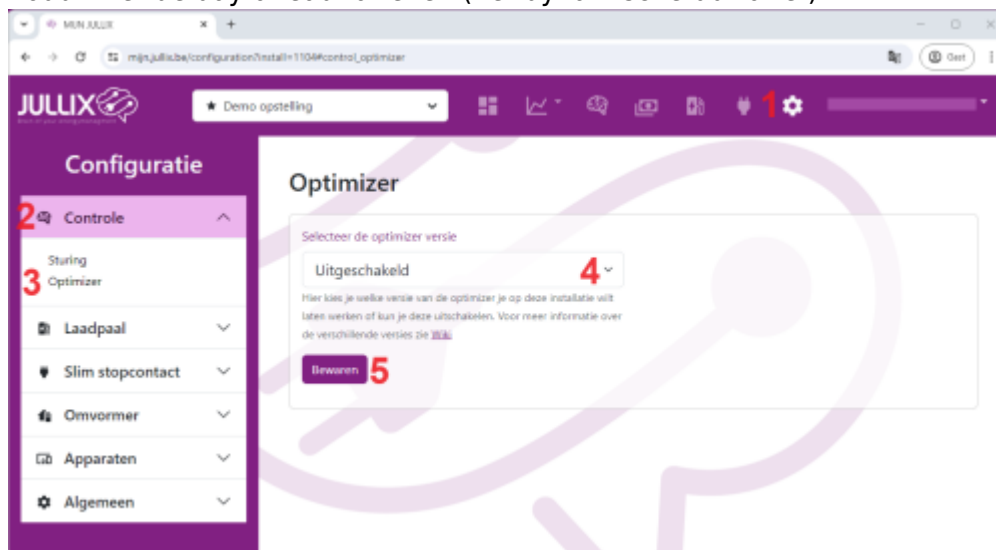 MIJN JULLIX
mijn.jullix.be/configuration?install=1104#control_optimizer
Gast
JULLIX
Demo opstelling
1
Configuratie
Optimizer
2 Controle
Selecteer de optimizer versie
Sturing
Uitgeschakeld 4
3 Optimizer
Hier kies je welke versie van de optimizer je op deze installatie wilt
laten werken of kun je deze uitschakelen. Voor meer informatie over
de verschillende versies zie Wiki
Laadpaal
Bewaren 5
Slim stopcontact
Omvormer
Apparaten
Algemeen